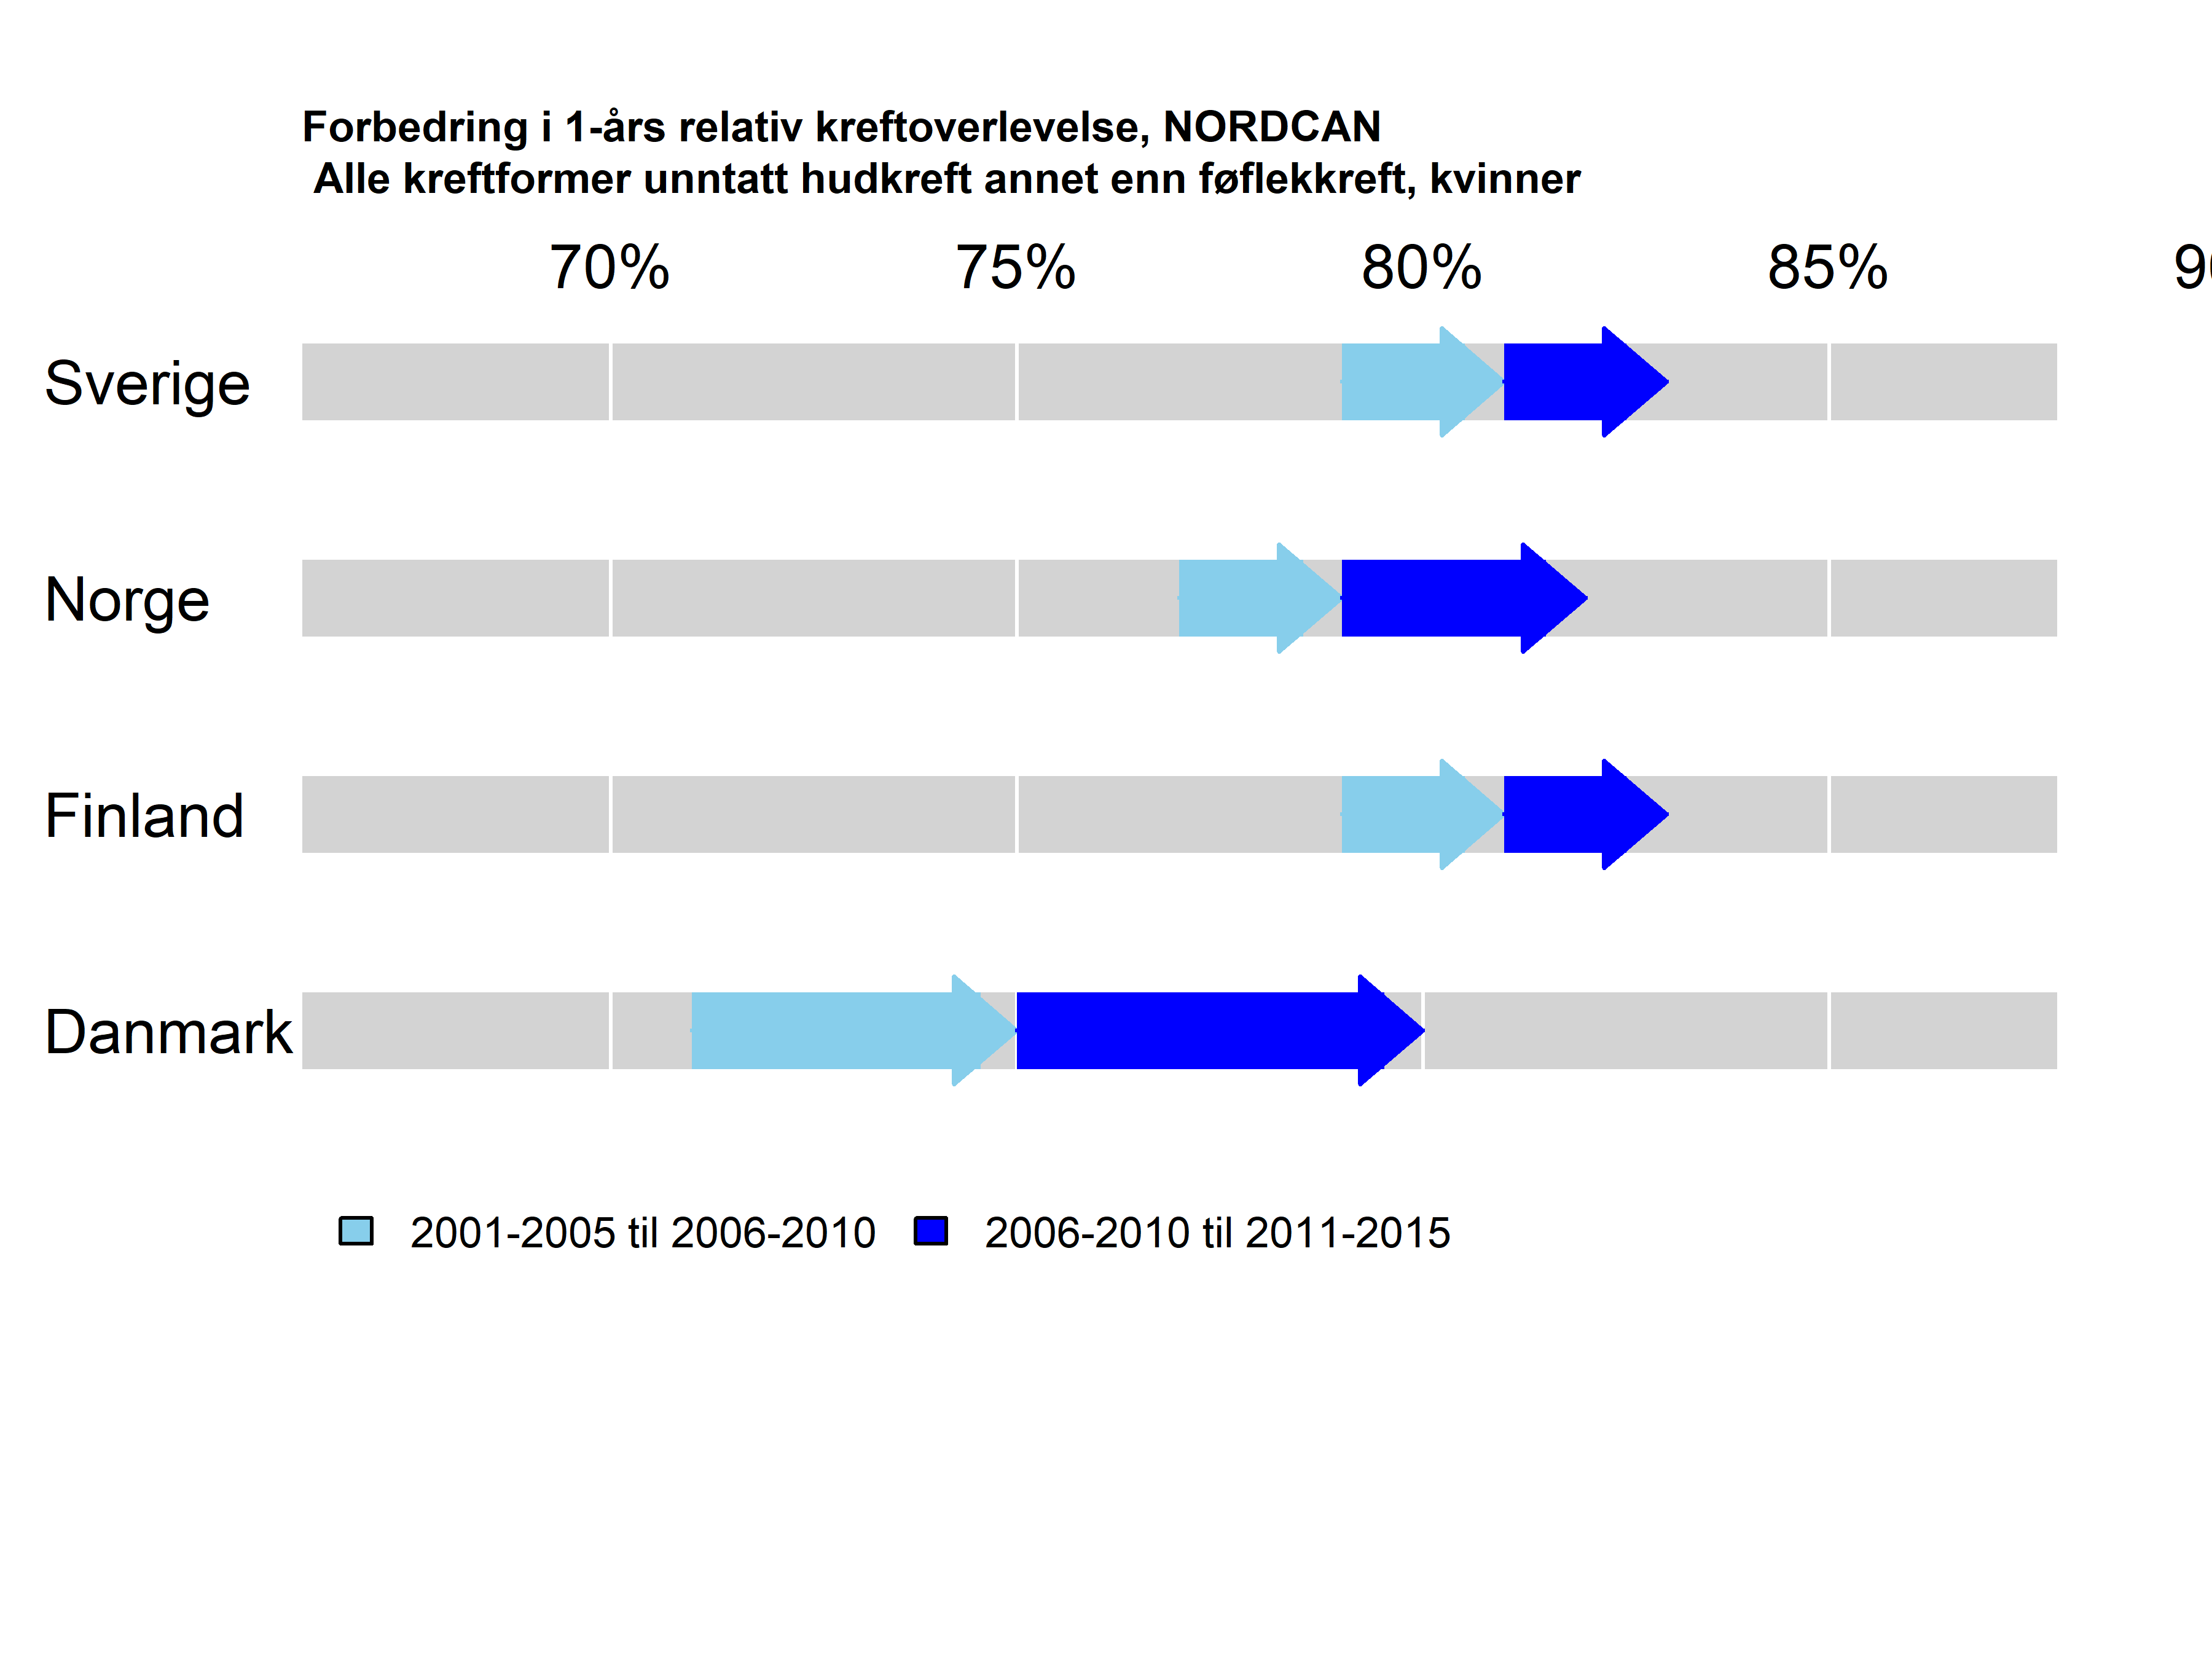 Forbedring i 1-års relativ kreftoverlevelse, NORDCAN
Alle kreftformer unntatt hudkreft annet enn føflekkreft, kvinner
70% 75% 80% 85%
Sverige
Norge
Finland
Danmark
2001-2005 til 2006-2010 2006-2010 til 2011-2015